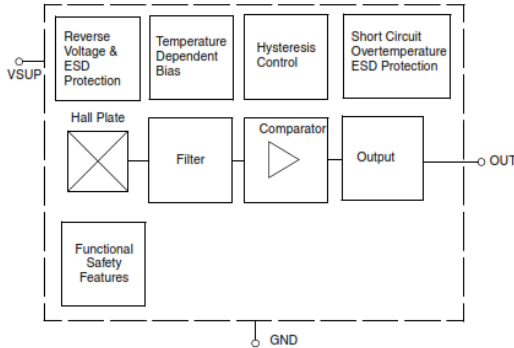 Reverse
Voltage &
ESD
Protection
Temperature
Dependent
Bias
Hysteresis
Control
Short Circuit
Overtemperature
ESD Protection
VSUP
Hall Plate
Filter
Comparator
Output
OUT
Functional
Safety
Features
GND